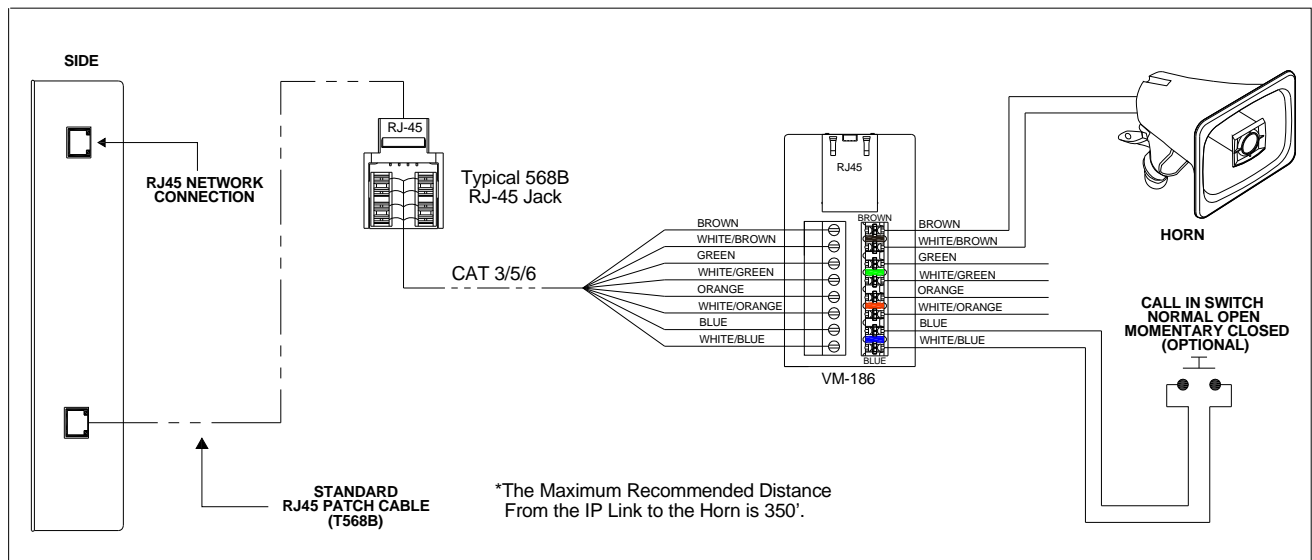 SIDE
RJ45 NETWORK
CONNECTION
RJ-45
Typical 568B
RJ-45 Jack
CAT 3/5/6
BROWN
WHITE/BROWN
GREEN
WHITE/GREEN
ORANGE
WHITE/ORANGE
BLUE
WHITE/BLUE
RJ45
BROWN
BLUE
VM-186
BROWN
WHITE/BROWN
GREEN
WHITE/GREEN
ORANGE
WHITE/ORANGE
BLUE
WHITE/BLUE
HORN
CALL IN SWITCH
NORMAL OPEN
MOMENTARY CLOSED
(OPTIONAL)
STANDARD
RJ45 PATCH CABLE
(T568B)
*The Maximum Recommended Distance
From the IP Link to the Horn is 350'.